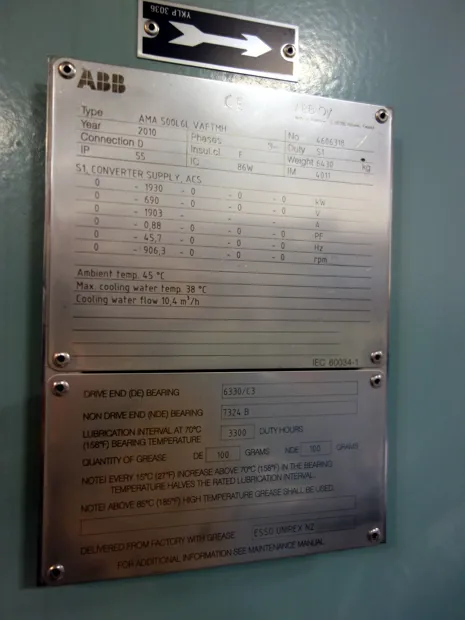 YKLP 3036
ABB
CE
Type AMA 500L6L VAFTMH
Year 2010 Phases No 4606318
Connection D Insul.cl. F Duty S1
IP 55 IC 86W Weight 6430 kg
IM 4011
S1, CONVERTER SUPPLY, ACS
0 - 1930 - 0 - 0 kW
0 - 690 - 0 - 0 V
0 - 1903 - - A
0 - 0,88 - 0 - 0 PF
0 - 45,7 - 0 - 0 Hz
0 - 906,3 - 0 - 0 rpm
Ambient temp. 45 °C
Max. cooling water temp. 38 °C
Cooling water flow 10,4 m³/h
IEC 60034-1
DRIVE END (DE) BEARING 6330/C3
NON DRIVE END (NDE) BEARING 7324 B
LUBRICATION INTERVAL AT 70°C 3300 DUTY HOURS
(158°F) BEARING TEMPERATURE
QUANTITY OF GREASE DE 100 GRAMS NDE 100 GRAMS
NOTE! EVERY 15°C (27°F) INCREASE ABOVE 70°C (158°F) IN THE BEARING
TEMPERATURE HALVES THE RATED LUBRICATION INTERVAL.
NOTE! ABOVE 85°C (185°F) HIGH TEMPERATURE GREASE SHALL BE USED.
DELIVERED FROM FACTORY WITH GREASE ESSO UNIREX N2
FOR ADDITIONAL INFORMATION SEE MAINTENANCE MANUAL.